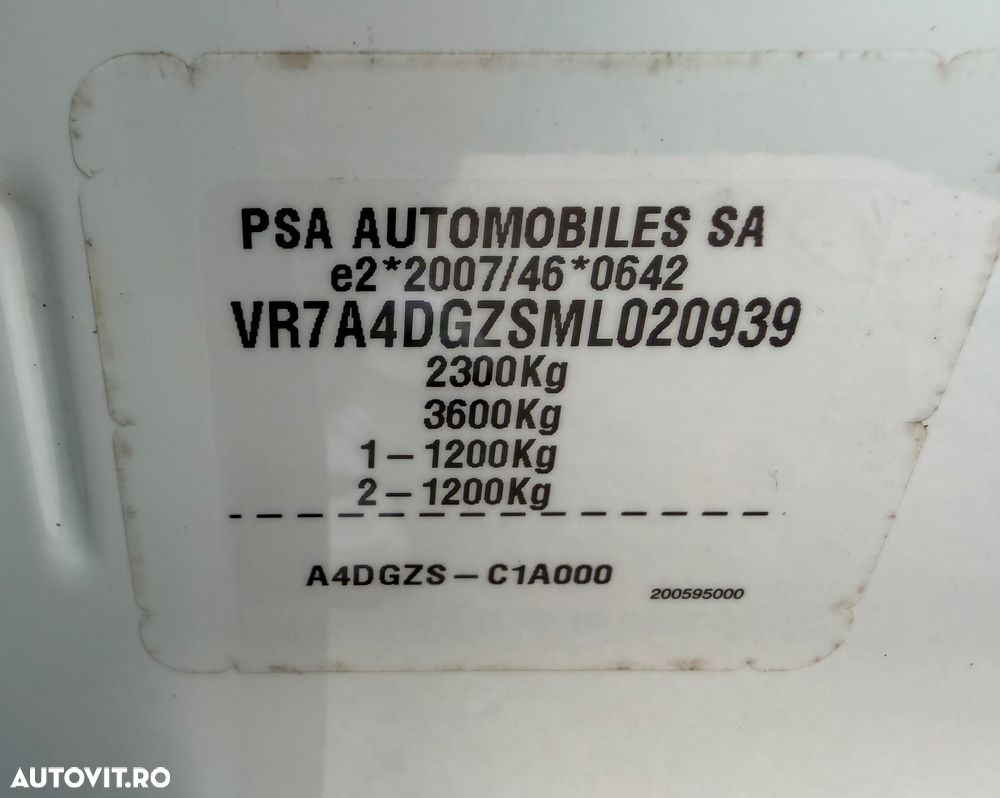 PSA AUTOMOBILES SA
e2*2007/46*0642
VR7A4DGZSML020939
2300Kg
3600Kg
1-1200Kg
2-1200Kg
A4DGZS-C1A000
200595000
AUTOVIT.RO